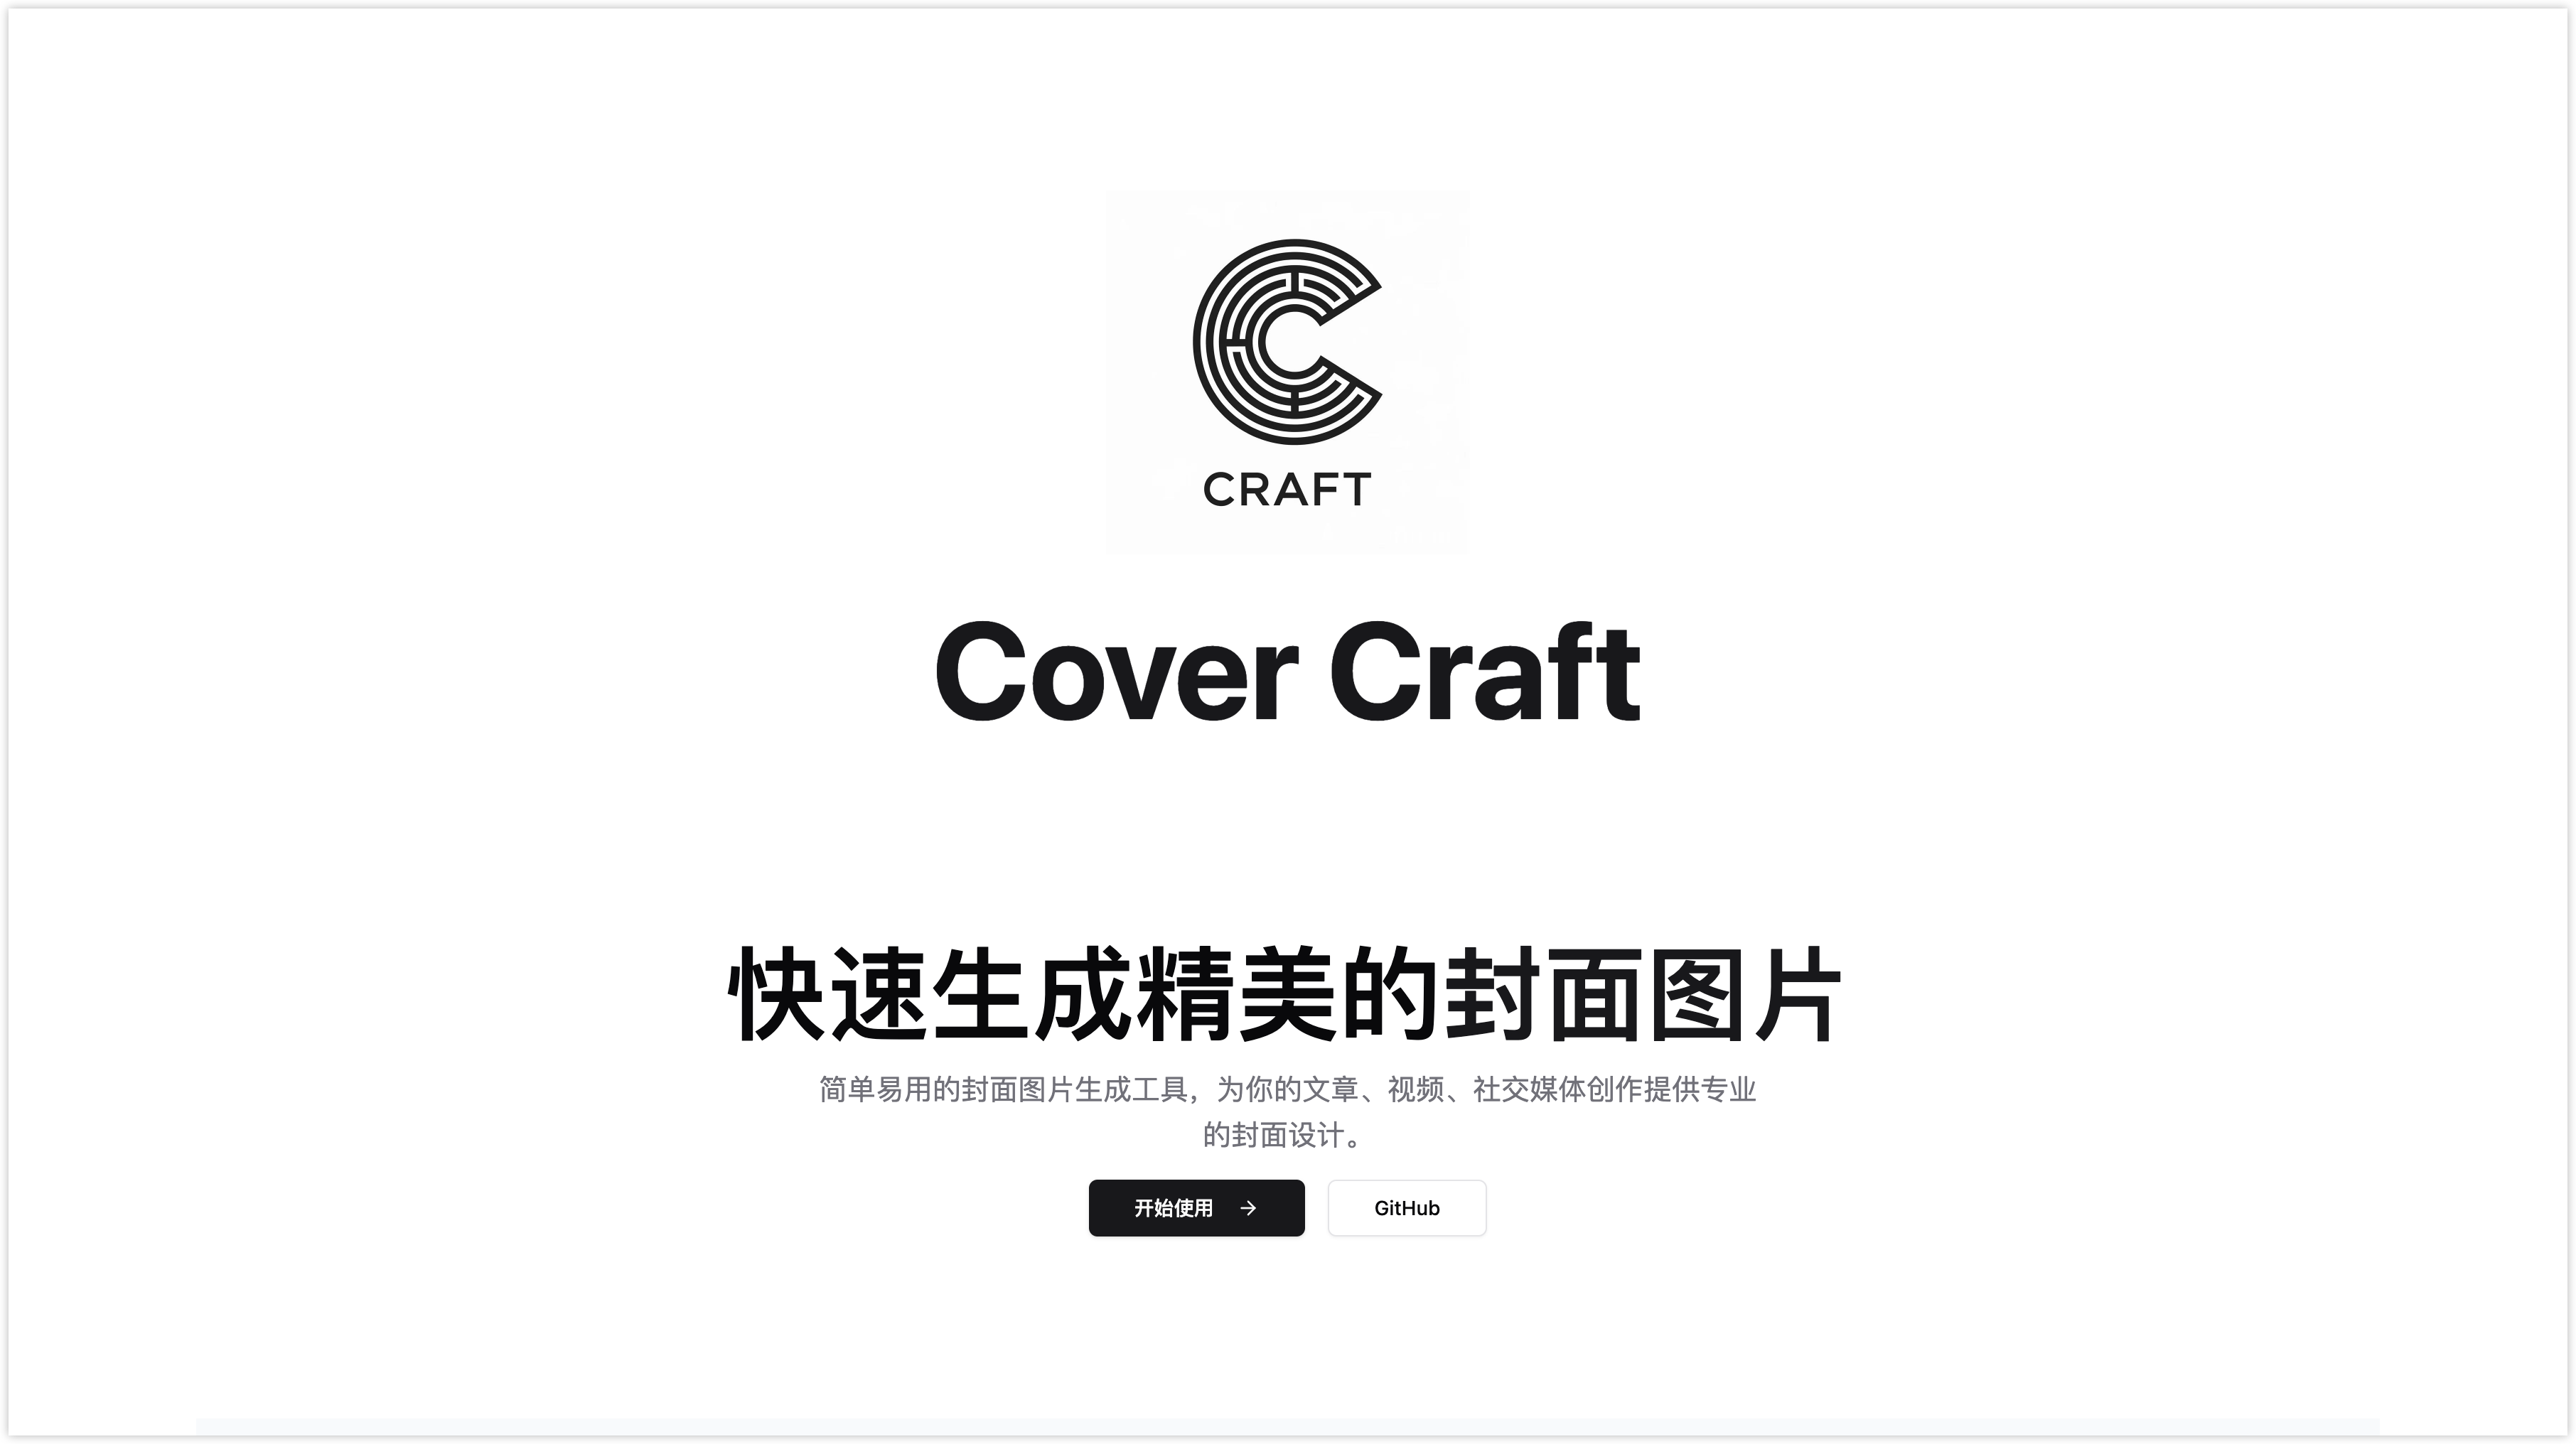 CRAFT
Cover Craft
快速生成精美的封面图片
简单易用的封面图片生成工具，为你的文章、视频、社交媒体创作提供专业
的封面设计。
开始使用 →
GitHub